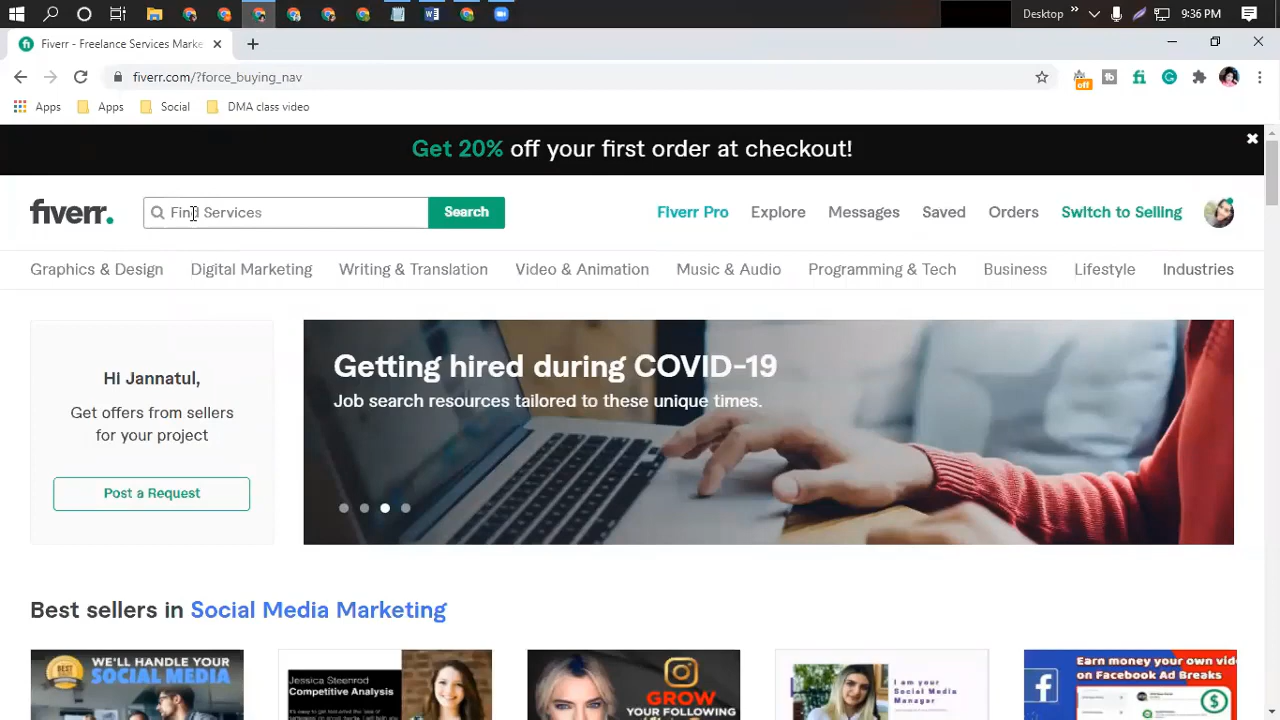 Desktop
9:36 PM
Fiverr - Freelance Services Marke
fiverr.com/?force_buying_nav
off
Apps
Apps
Social
DMA class video
Get 20% off your first order at checkout!
fiverr.
Find Services
Search
Fiverr Pro
Explore
Messages
Saved
Orders
Switch to Selling
Graphics & Design
Digital Marketing
Writing & Translation
Video & Animation
Music & Audio
Programming & Tech
Business
Lifestyle
Industries
Hi Jannatul,
Get offers from sellers
for your project
Post a Request
Getting hired during COVID-19
Job search resources tailored to these unique times.
Best sellers in Social Media Marketing
BEST
WE'LL HANDLE YOUR
SOCIAL MEDIA
Jessica Steenrod
Competitive Analysis
GROW
YOUR FOLLOWING
I am your
Social Media
Manager
Earn money your own vide
on Facebook Ad Breaks